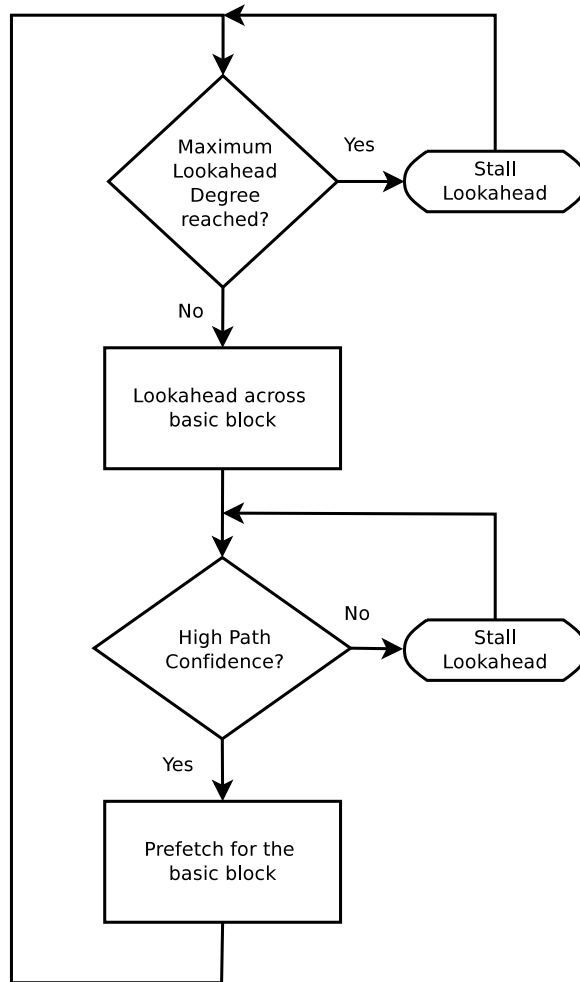 Maximum
Lookahead
Degree
reached?
Yes
Stall
Lookahead
No
Lookahead across
basic block
High Path
Confidence?
No
Stall
Lookahead
Yes
Prefetch for the
basic block